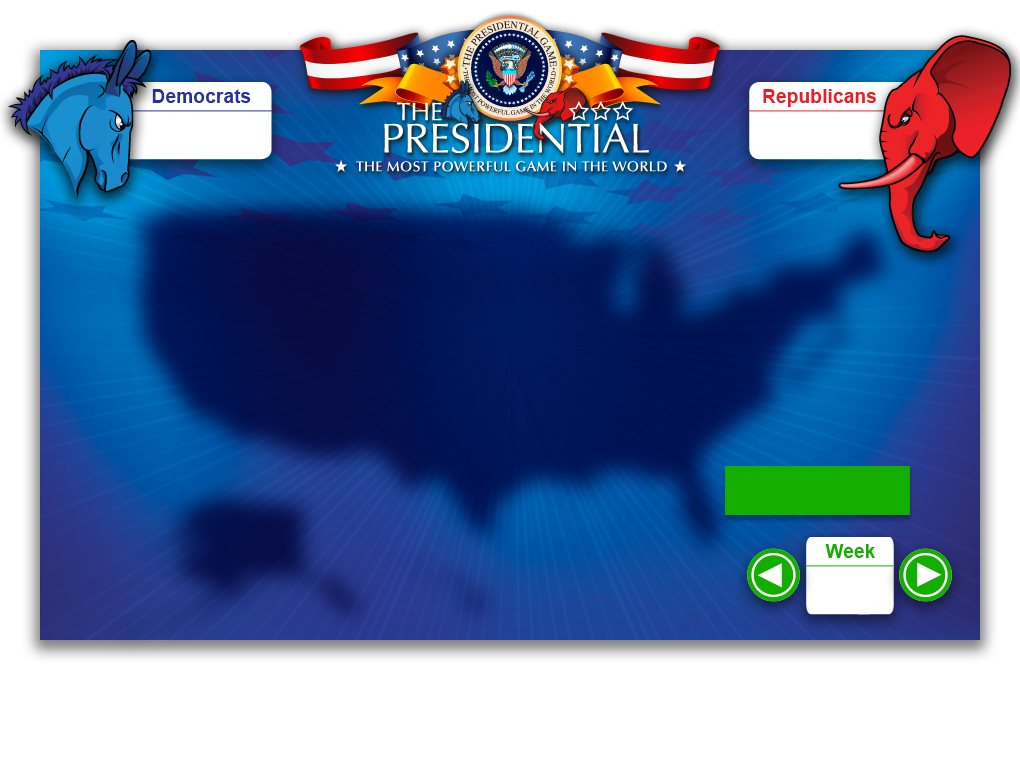 THE PRESIDENTIAL GAME
THE MOST POWERFUL GAME IN THE WORLD
Democrats
Republicans
THE
PRESIDENTIAL
★ THE MOST POWERFUL GAME IN THE WORLD ★
Week